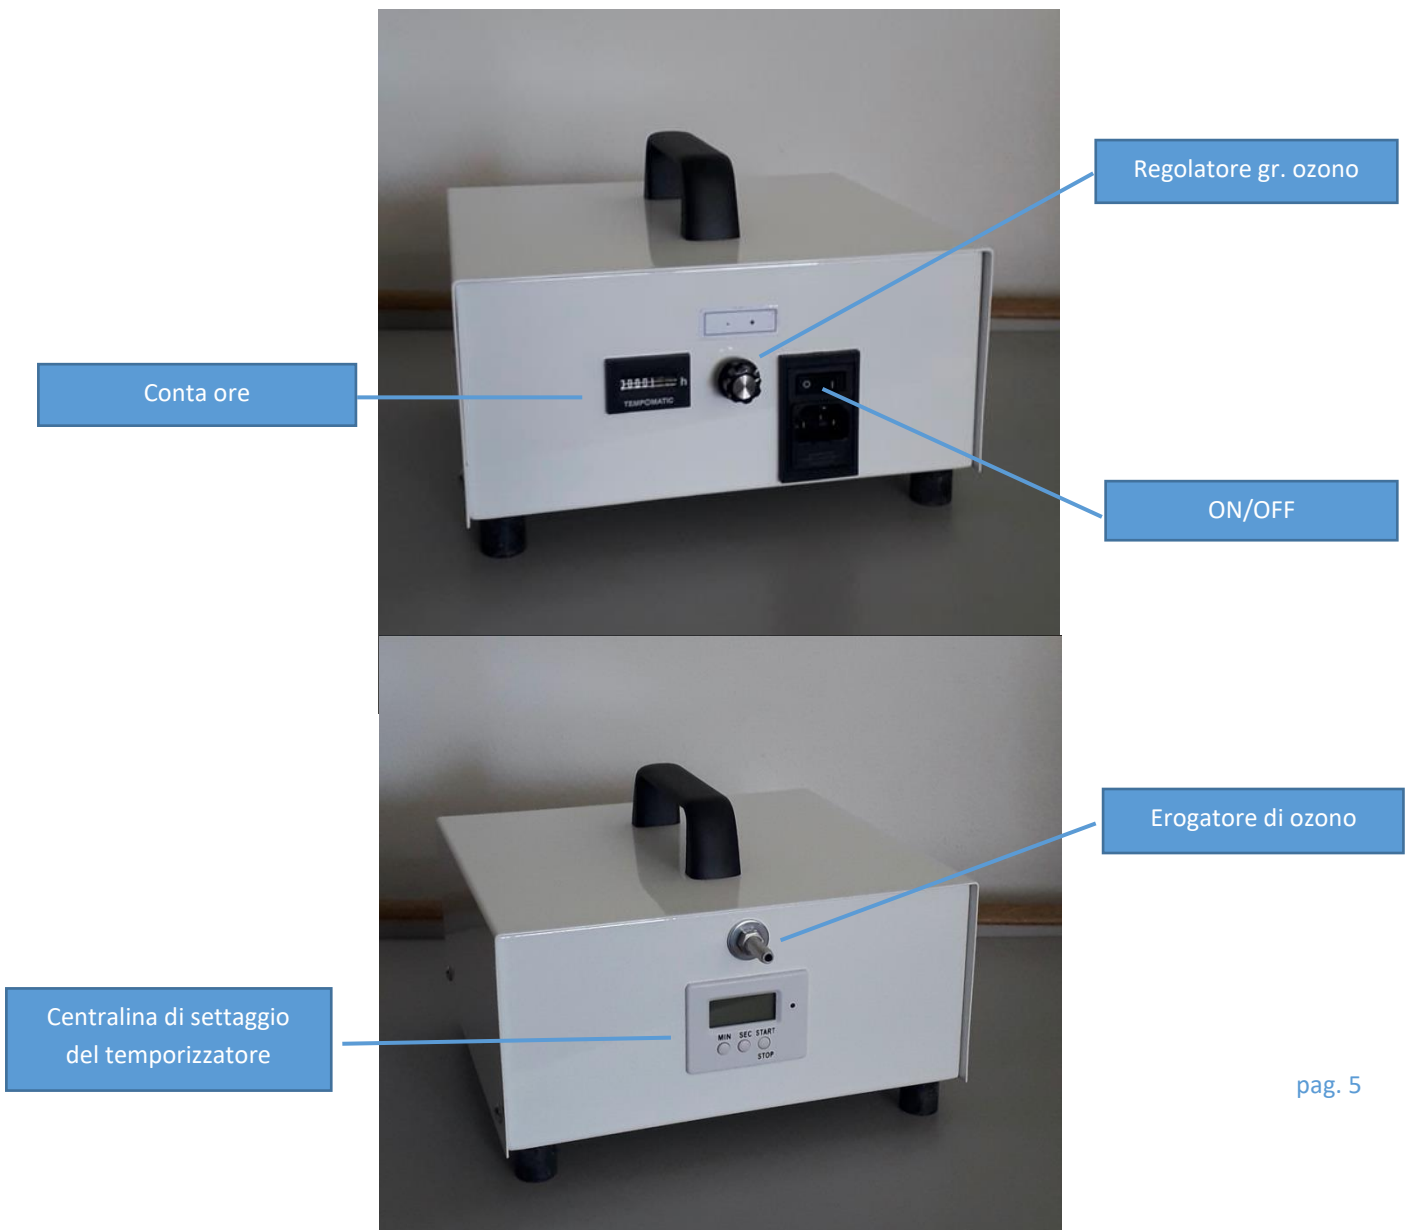 Regolatore gr. ozono
Conta ore
h
TEMPOMATIC
ON/OFF
Erogatore di ozono
Centralina di settaggio
del temporizzatore
MIN SEC START
STOP
pag. 5